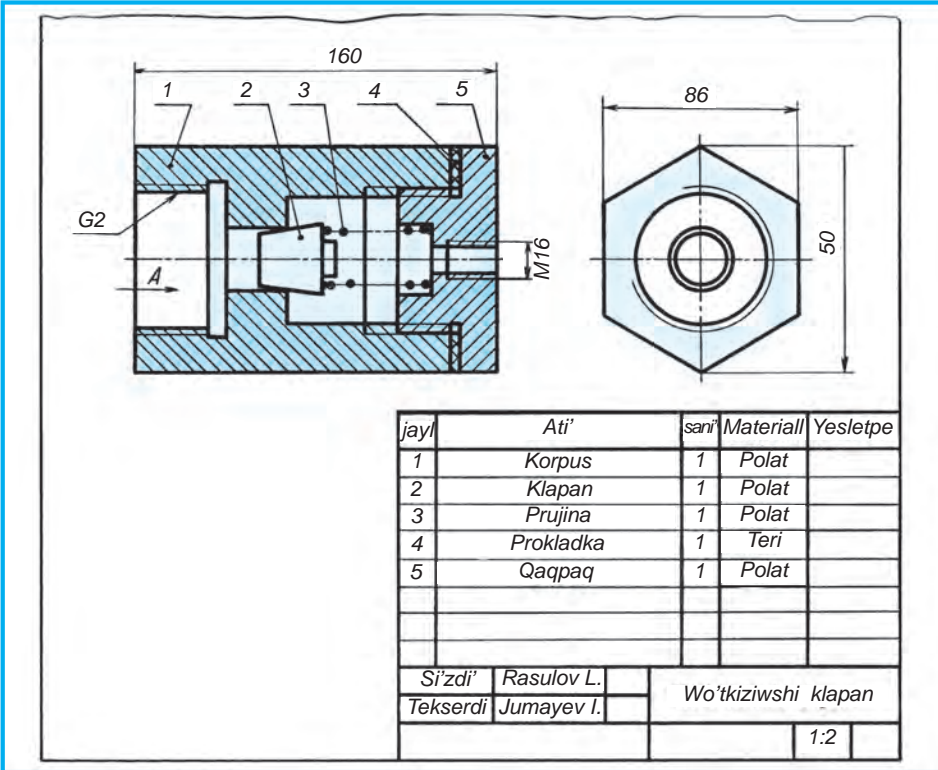 160
1 2 3 4 5
86
G2
A
M16
50
jayl Ati’ sani’ Materiall Yesletpe
1 Korpus 1 Polat
2 Klapan 1 Polat
3 Prujina 1 Polat
4 Prokladka 1 Teri
5 Qaqpaq 1 Polat
Si’zdi’ Rasulov L.
Wo’tkiziwshi klapan
Tekserdi Jumayev I.
1:2